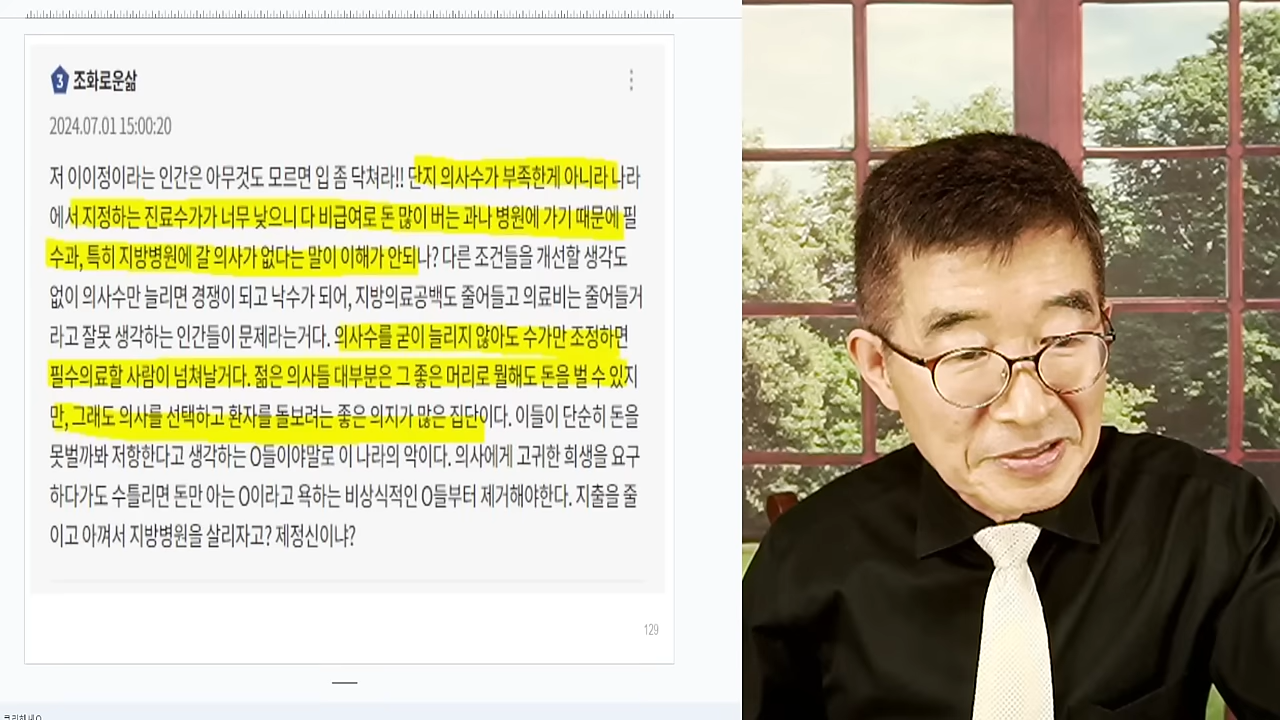 3 조화로운삶
2024.07.01 15:00:20
저 이이정이라는 인간은 아무것도 모르면 입 좀 닥쳐라!! 단지 의사수가 부족한게 아니라 나라
에서 지정하는 진료수가가 너무 낮으니 다 비급여로 돈 많이 버는 과나 병원에 가기 때문에 필
수과, 특히 지방병원에 갈 의사가 없다는 말이 이해가 안되나? 다른 조건들을 개선할 생각도
없이 의사수만 늘리면 경쟁이 되고 낙수가 되어, 지방의료공백도 줄어들고 의료비는 줄어들거
라고 잘못 생각하는 인간들이 문제라는거다. 의사수를 굳이 늘리지 않아도 수가만 조정하면
필수의료할 사람이 넘쳐날거다. 젊은 의사들 대부분은 그 좋은 머리로 뭘해도 돈을 벌 수 있지
만, 그래도 의사를 선택하고 환자를 돌보려는 좋은 의지가 많은 집단이다. 이들이 단순히 돈을
못벌까봐 저항한다고 생각하는 O들이야말로 이 나라의 악이다. 의사에게 고귀한 희생을 요구
하다가도 수틀리면 돈만 아는 O이라고 욕하는 비상식적인 O들부터 제거해야한다. 지출을 줄
이고 아껴서 지방병원을 살리자고? 제정신이냐?
129